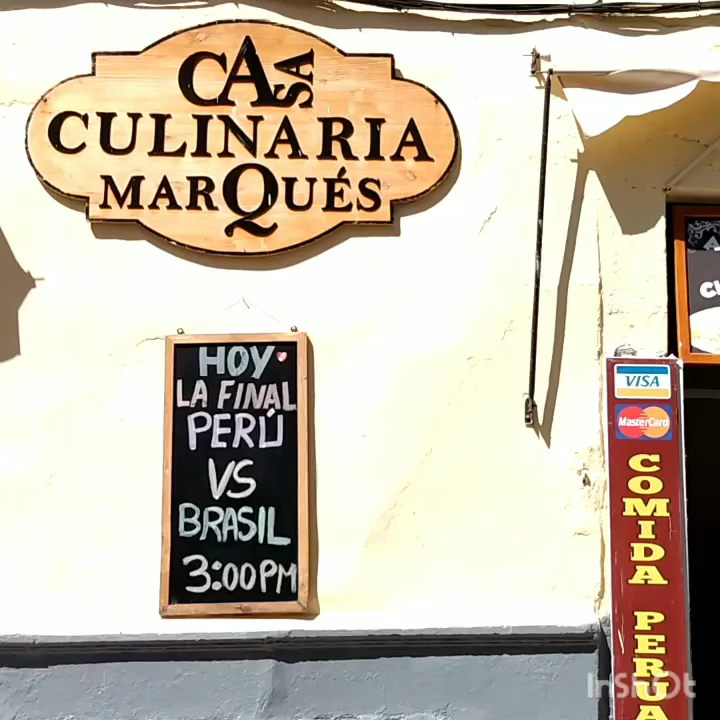 CASA
CULINARIA
MARQUÉS
HOY
LA FINAL
PERÚ
VS
BRASIL
3:00PM
VISA
MasterCard
COMIDA PERUA
InShot